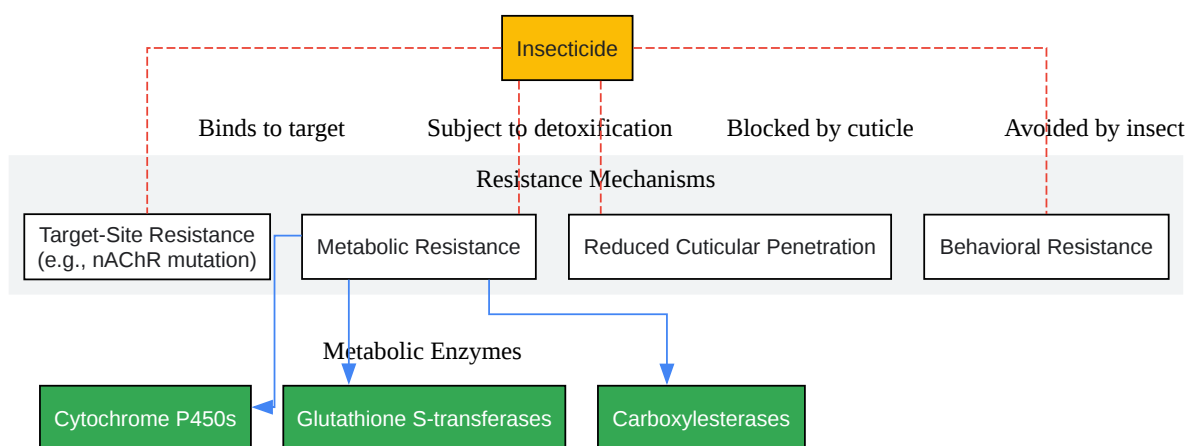 Insecticide
Binds to target
Subject to detoxification
Blocked by cuticle
Avoided by insect
Resistance Mechanisms
Target-Site Resistance
(e.g., nAChR mutation)
Metabolic Resistance
Reduced Cuticular Penetration
Behavioral Resistance
Metabolic Enzymes
Cytochrome P450s
Glutathione S-transferases
Carboxylesterases